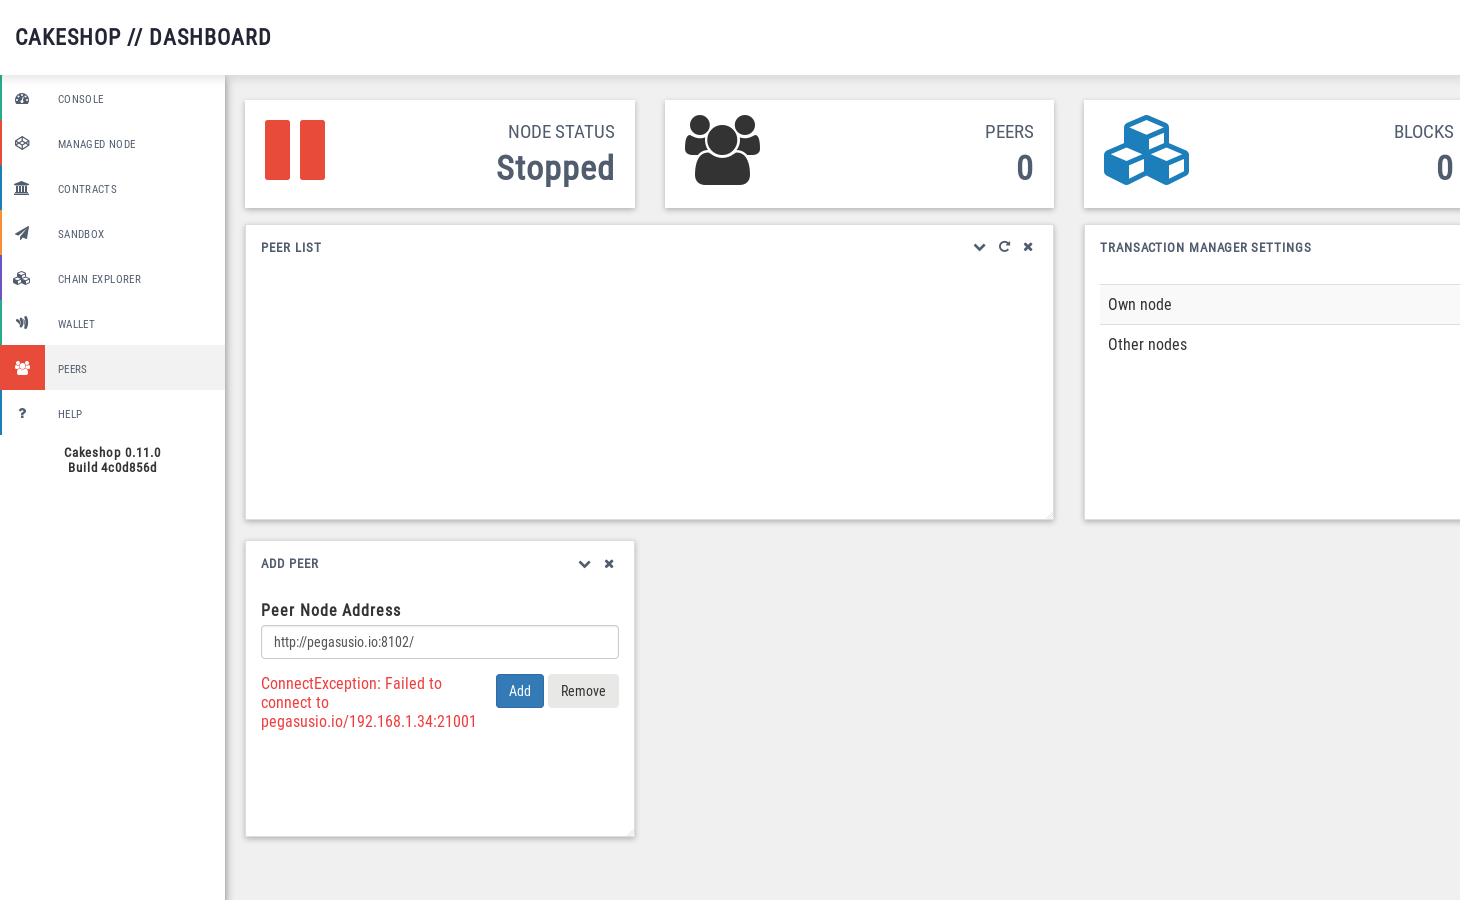 CAKESHOP // DASHBOARD
CONSOLE
MANAGED NODE
CONTRACTS
SANDBOX
CHAIN EXPLORER
WALLET
PEERS
HELP
Cakeshop 0.11.0
Build 4c0d856d
NODE STATUS
Stopped
PEERS
0
BLOCKS
0
PEER LIST
TRANSACTION MANAGER SETTINGS
Own node
Other nodes
ADD PEER
Peer Node Address
http://pegasusio.io:8102/
ConnectException: Failed to
connect to
pegasusio.io/192.168.1.34:21001
Add
Remove